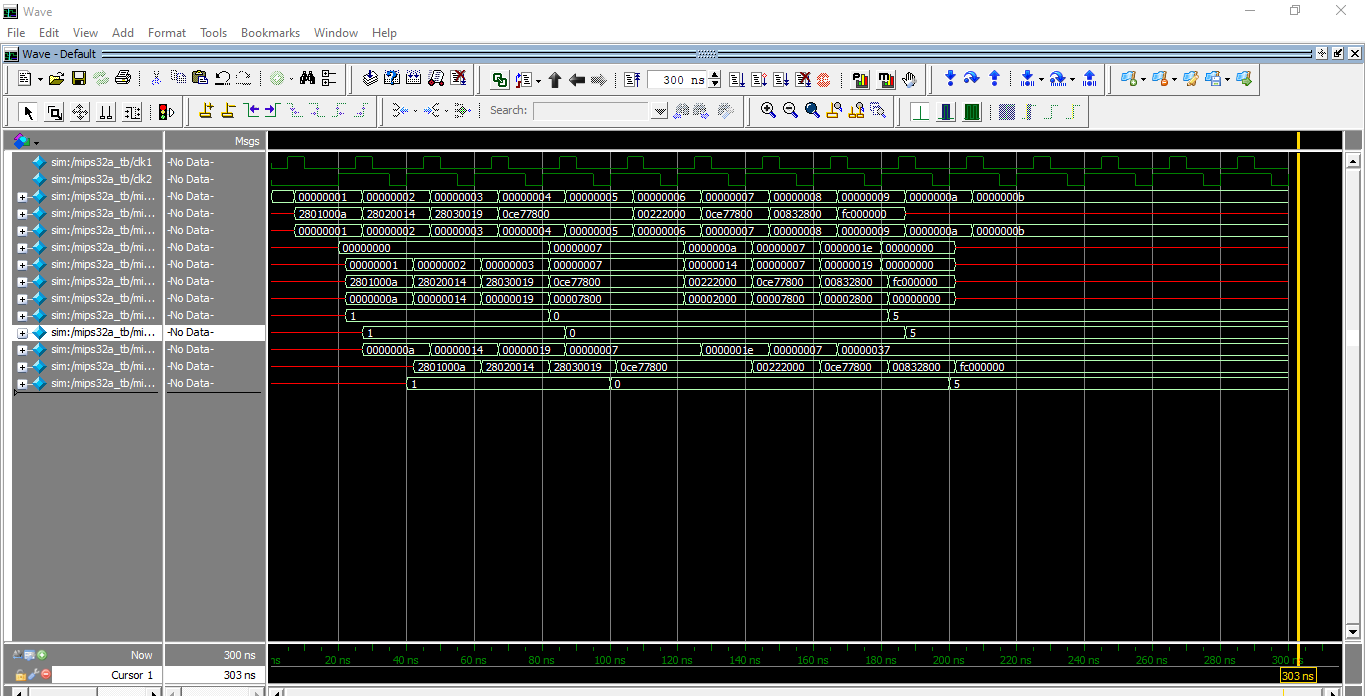 Wave
File Edit View Add Format Tools Bookmarks Window Help
Wave - Default
300 ns
Search:
Msgs
sim:/mips32a_tb/clk1 -No Data-
sim:/mips32a_tb/clk2 -No Data-
sim:/mips32a_tb/mi... -No Data- 00000001 00000002 00000003 00000004 00000005 00000006 00000007 00000008 00000009 0000000a 0000000b
sim:/mips32a_tb/mi... -No Data- 2801000a 28020014 28030019 0ce77800 00222000 0ce77800 00832800 fc000000
sim:/mips32a_tb/mi... -No Data- 00000001 00000002 00000003 00000004 00000005 00000006 00000007 00000008 00000009 0000000a 0000000b
sim:/mips32a_tb/mi... -No Data- 00000000 00000007 0000000a 00000007 0000001e 00000000
sim:/mips32a_tb/mi... -No Data- 00000001 00000002 00000003 00000007 00000014 00000007 00000019 00000000
sim:/mips32a_tb/mi... -No Data- 2801000a 28020014 28030019 0ce77800 00222000 0ce77800 00832800 fc000000
sim:/mips32a_tb/mi... -No Data- 0000000a 00000014 00000019 00007800 00002000 00007800 00002800 00000000
sim:/mips32a_tb/mi... -No Data- 1 0 5
sim:/mips32a_tb/mi... -No Data- 1 0 5
sim:/mips32a_tb/mi... -No Data- 0000000a 00000014 00000019 00000007 0000001e 00000007 00000037
sim:/mips32a_tb/mi... -No Data- 2801000a 28020014 28030019 0ce77800 00222000 0ce77800 00832800 fc000000
sim:/mips32a_tb/mi... -No Data- 1 0 5
Now 300 ns
ns 20 ns 40 ns 60 ns 80 ns 100 ns 120 ns 140 ns 160 ns 180 ns 200 ns 220 ns 240 ns 260 ns 280 ns 300 ns
Cursor 1 303 ns
303 ns